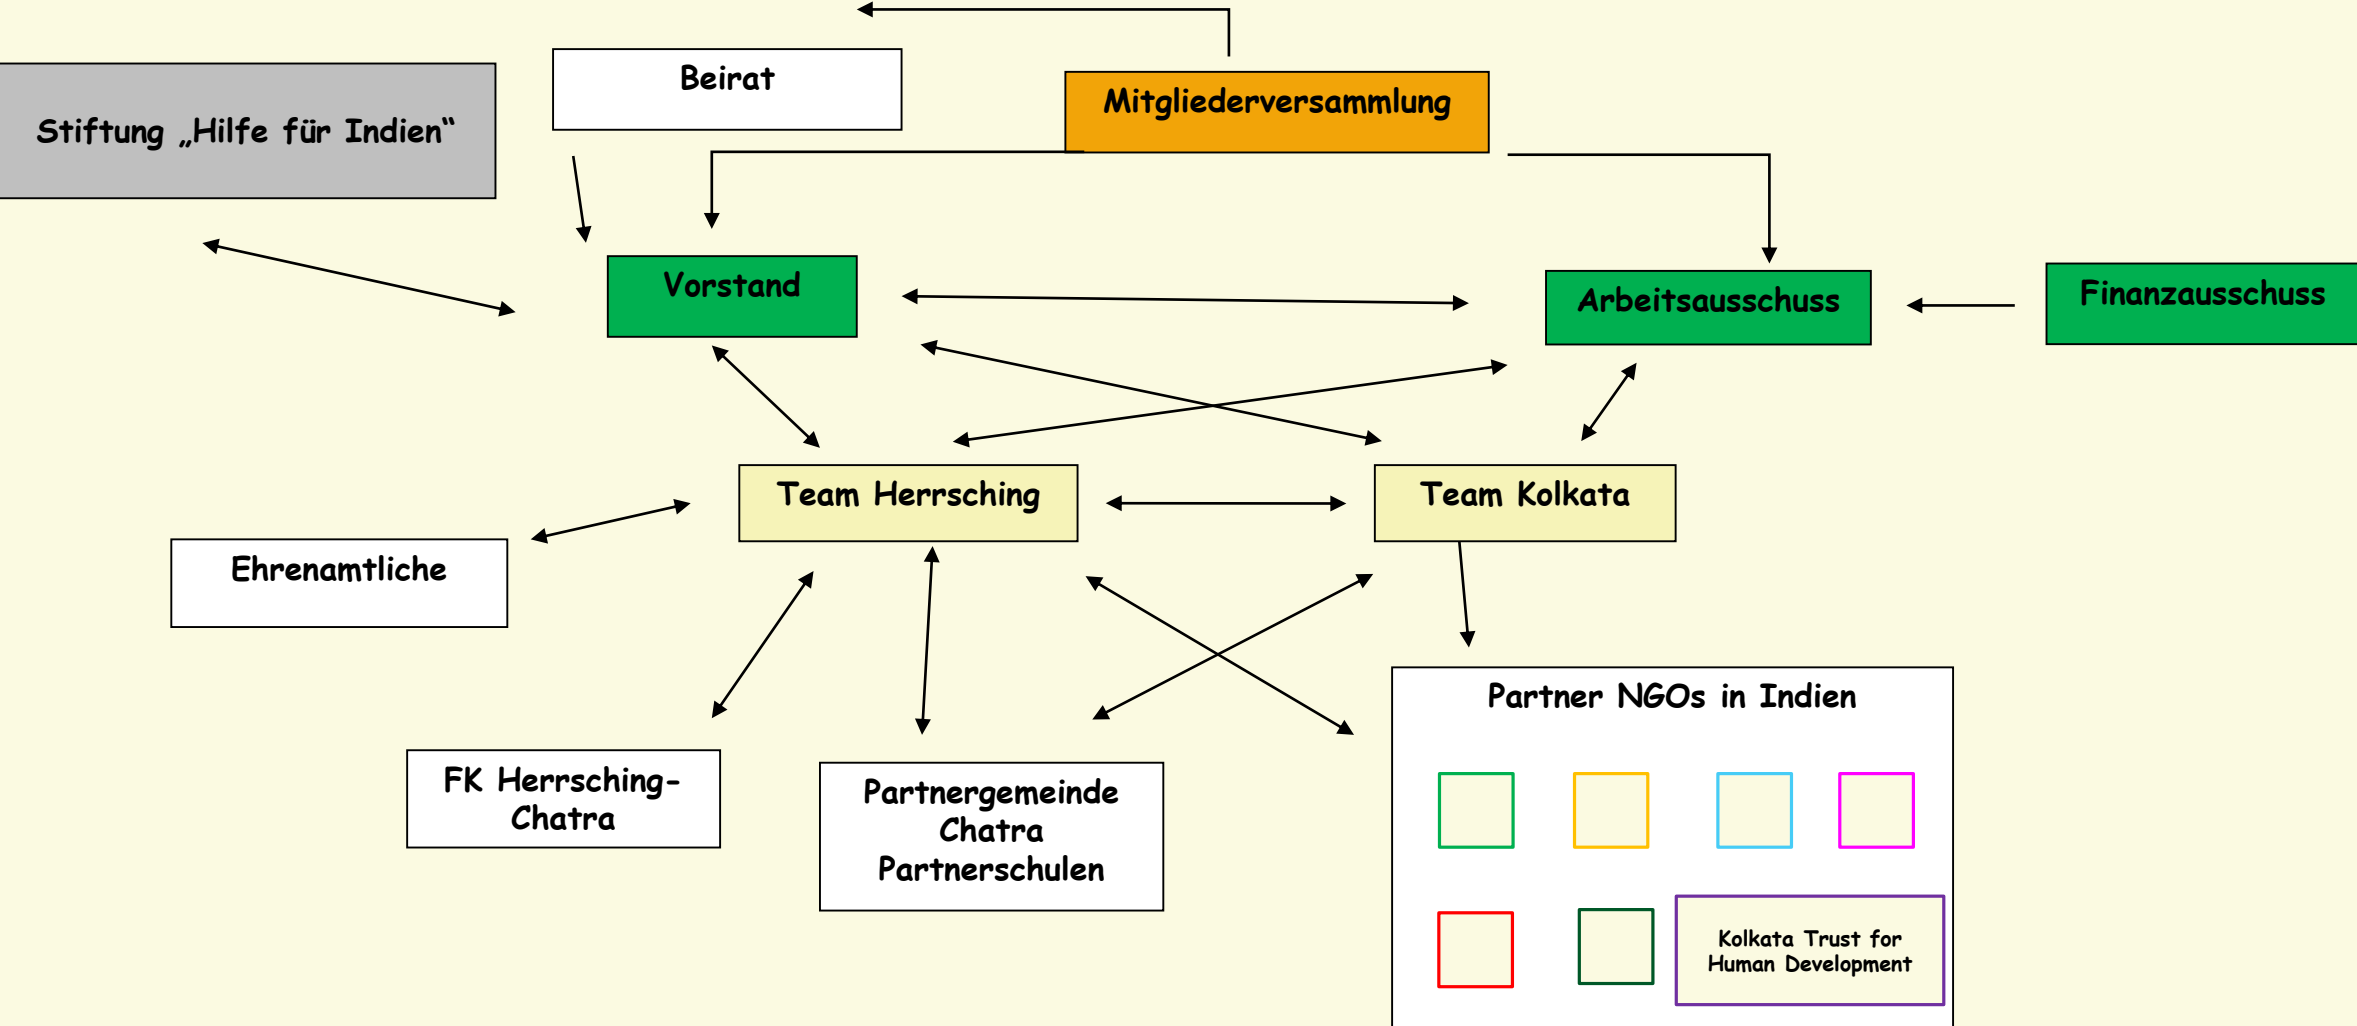 Beirat
Mitgliederversammlung
Stiftung „Hilfe für Indien“
Vorstand
Arbeitsausschuss
Finanzausschuss
Team Herrsching
Team Kolkata
Ehrenamtliche
Partner NGOs in Indien
FK Herrsching-
Chatra
Partnergemeinde
Chatra
Partnerschulen
Kolkata Trust for
Human Development